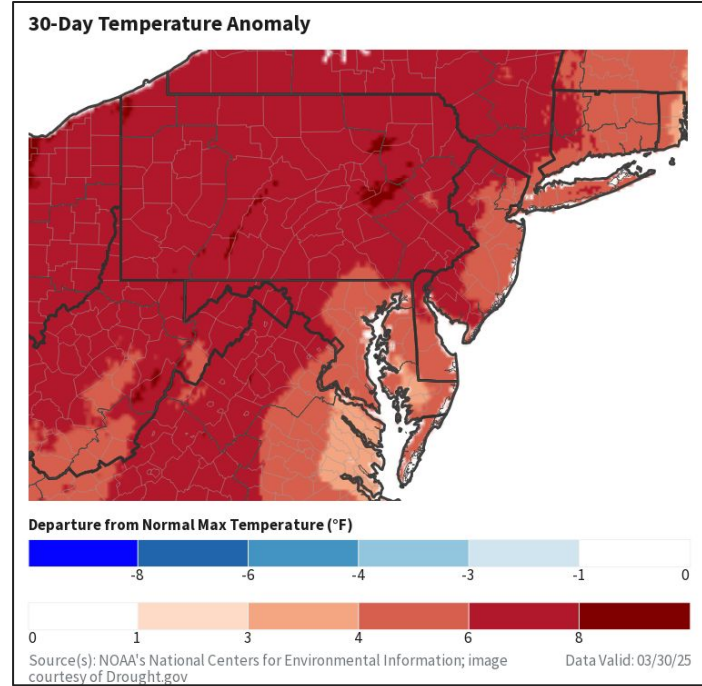 30-Day Temperature Anomaly
Departure from Normal Max Temperature (°F)
-8 -6 -4 -3 -1 0
0 1 3 4 6 8
Source(s): NOAA's National Centers for Environmental Information; image Data Valid: 03/30/25
courtesy of Drought.gov